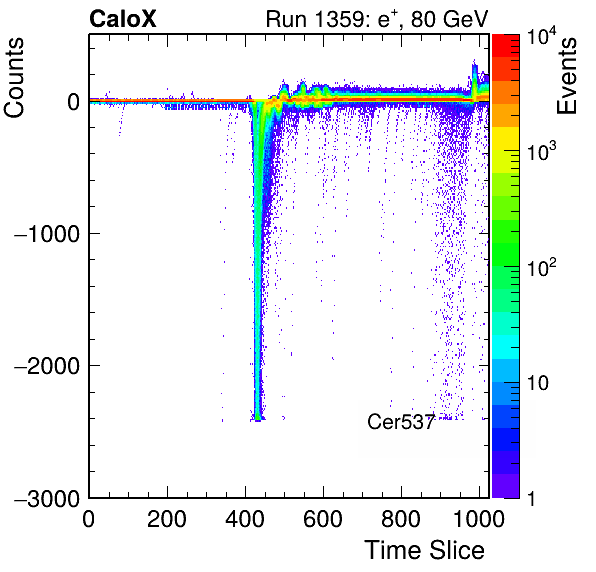 CaloX Run 1359: e⁺, 80 GeV
Counts
0
−1000
−2000
−3000
0 200 400 600 800 1000
Time Slice
Cer537
Events
10⁴
10³
10²
10
1